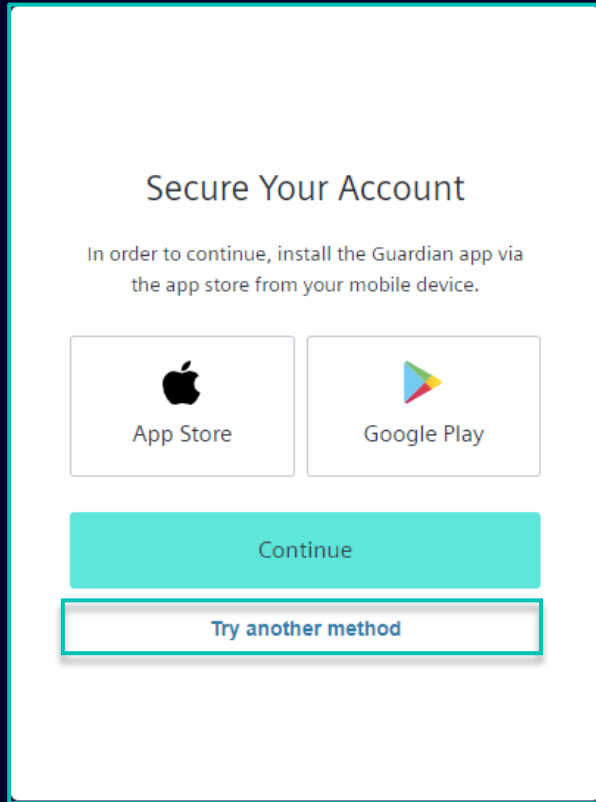 Secure Your Account
In order to continue, install the Guardian app via
the app store from your mobile device.
App Store
Google Play
Continue
Try another method